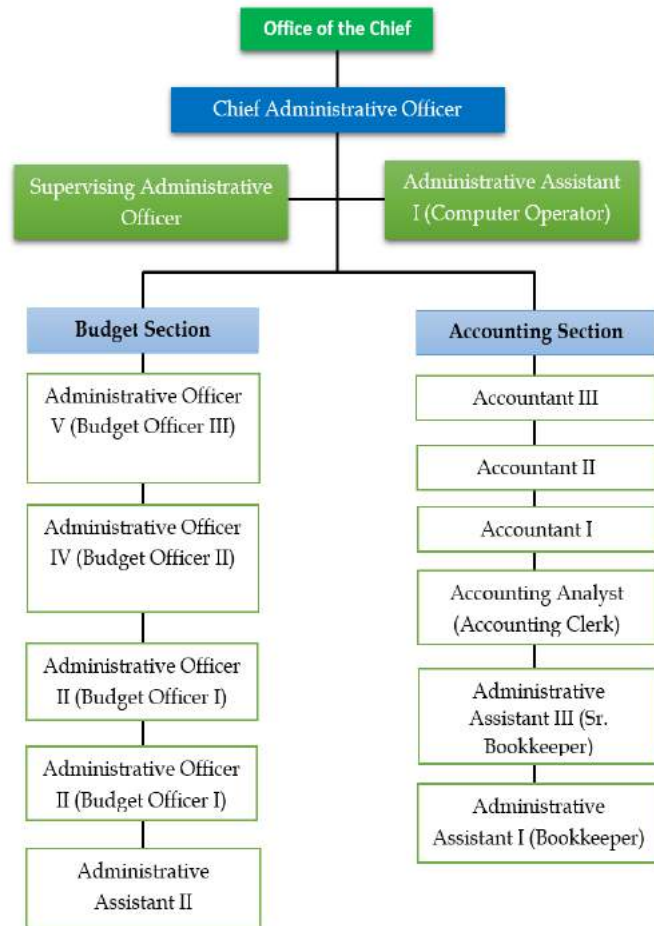 Office of the Chief
Chief Administrative Officer
Supervising Administrative
Officer
Administrative Assistant
I (Computer Operator)
Budget Section
Administrative Officer
V (Budget Officer III)
Administrative Officer
IV (Budget Officer II)
Administrative Officer
II (Budget Officer I)
Administrative Officer
II (Budget Officer I)
Administrative
Assistant II
Accounting Section
Accountant III
Accountant II
Accountant I
Accounting Analyst
(Accounting Clerk)
Administrative
Assistant III (Sr.
Bookkeeper)
Administrative
Assistant I (Bookkeeper)